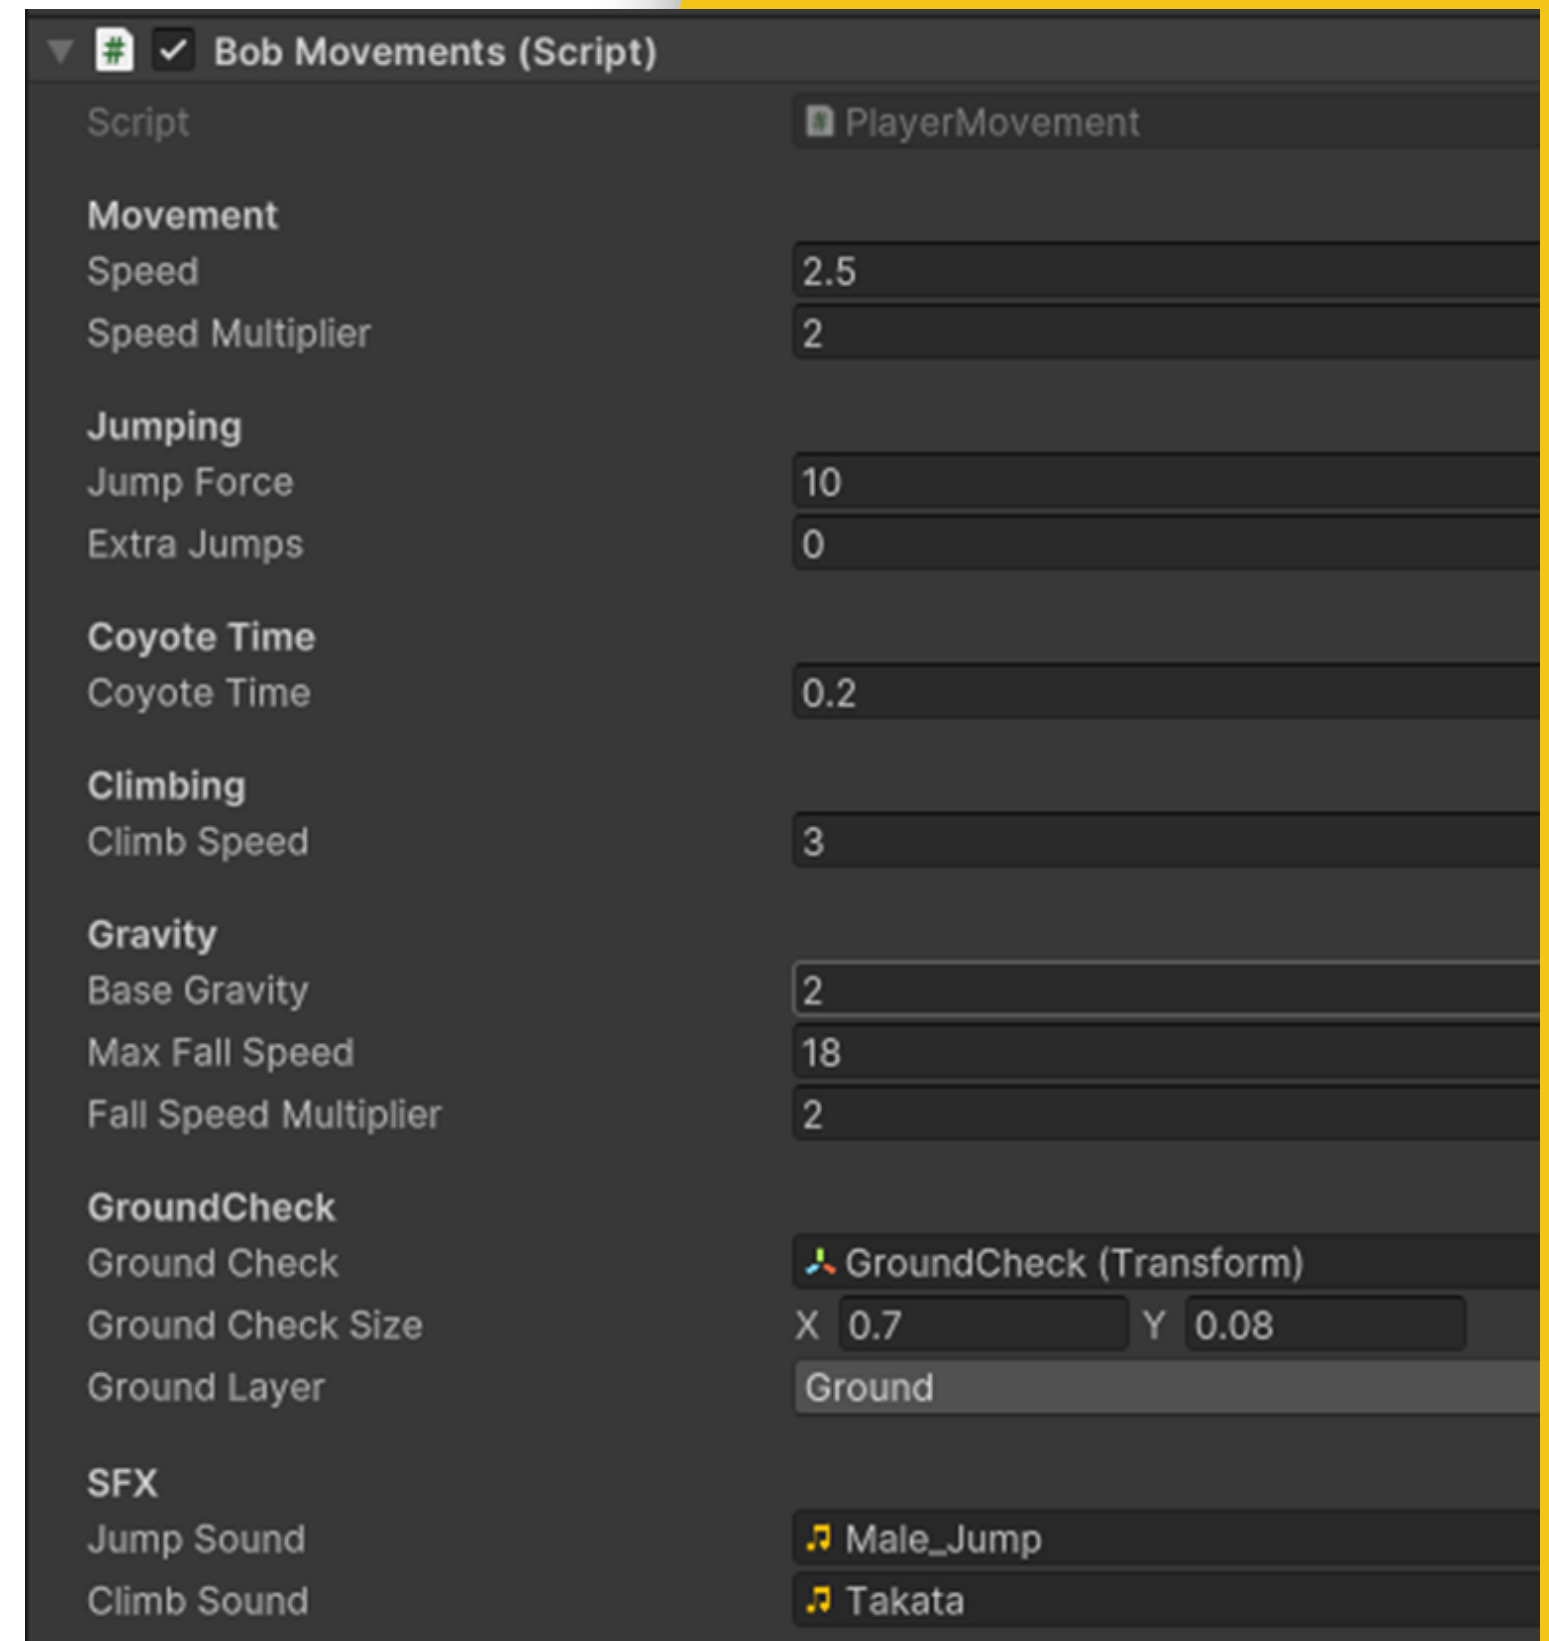 Bob Movements (Script)
Script PlayerMovement
Movement
Speed 2.5
Speed Multiplier 2
Jumping
Jump Force 10
Extra Jumps 0
Coyote Time
Coyote Time 0.2
Climbing
Climb Speed 3
Gravity
Base Gravity 2
Max Fall Speed 18
Fall Speed Multiplier 2
GroundCheck
Ground Check GroundCheck (Transform)
Ground Check Size X 0.7 Y 0.08
Ground Layer Ground
SFX
Jump Sound Male_Jump
Climb Sound Takata